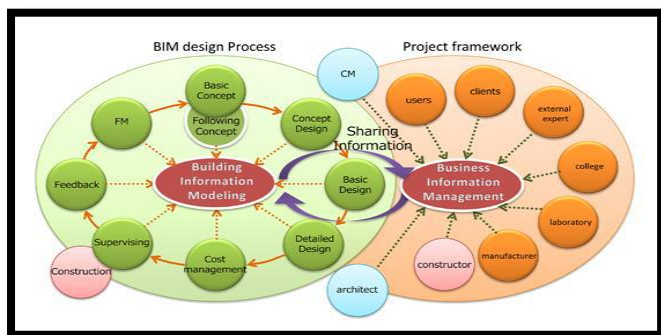 BIM design Process
Project framework
CM
Basic
Concept
Following
Concept
FM
Concept
Design
Sharing
Information
users
clients
external
expert
Feedback
Building
Information
Modeling
Basic
Design
Business
Information
Management
college
laboratory
Supervising
Cost
management
Detailed
Design
manufacturer
constructor
Construction
architect